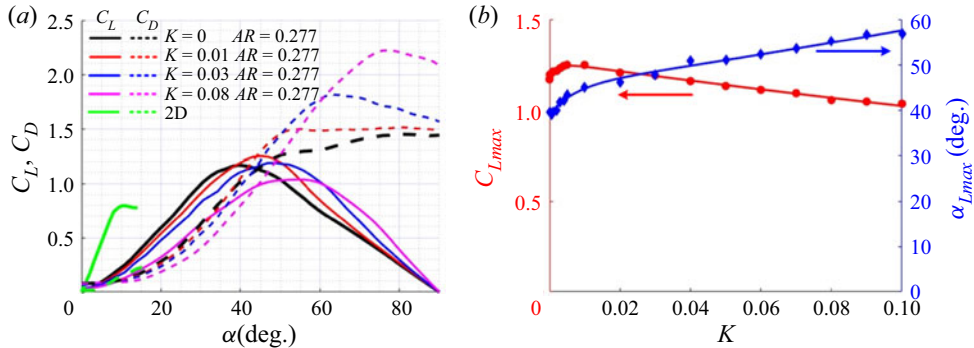 (a)
2.5
2.0
1.5
1.0
0.5
0
C_L, C_D
C_L C_D
K = 0 AR = 0.277
K = 0.01 AR = 0.277
K = 0.03 AR = 0.277
K = 0.08 AR = 0.277
2D
20 40 60 80
α(deg.)
(b)
1.5
1.0
0.5
0
C_Lmax
60
50
40
30
20
10
0
α_Lmax (deg.)
0.02 0.04 0.06 0.08 0.10
K